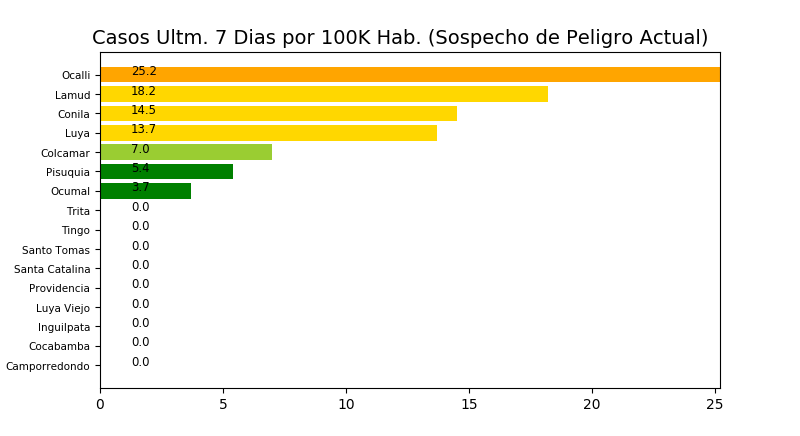 Casos Ultm. 7 Dias por 100K Hab. (Sospecho de Peligro Actual)
Ocalli 25.2
Lamud 18.2
Conila 14.5
Luya 13.7
Colcamar 7.0
Pisuquia 5.4
Ocumal 3.7
Trita 0.0
Tingo 0.0
Santo Tomas 0.0
Santa Catalina 0.0
Providencia 0.0
Luya Viejo 0.0
Inguilpata 0.0
Cocabamba 0.0
Camporredondo 0.0
0 5 10 15 20 25